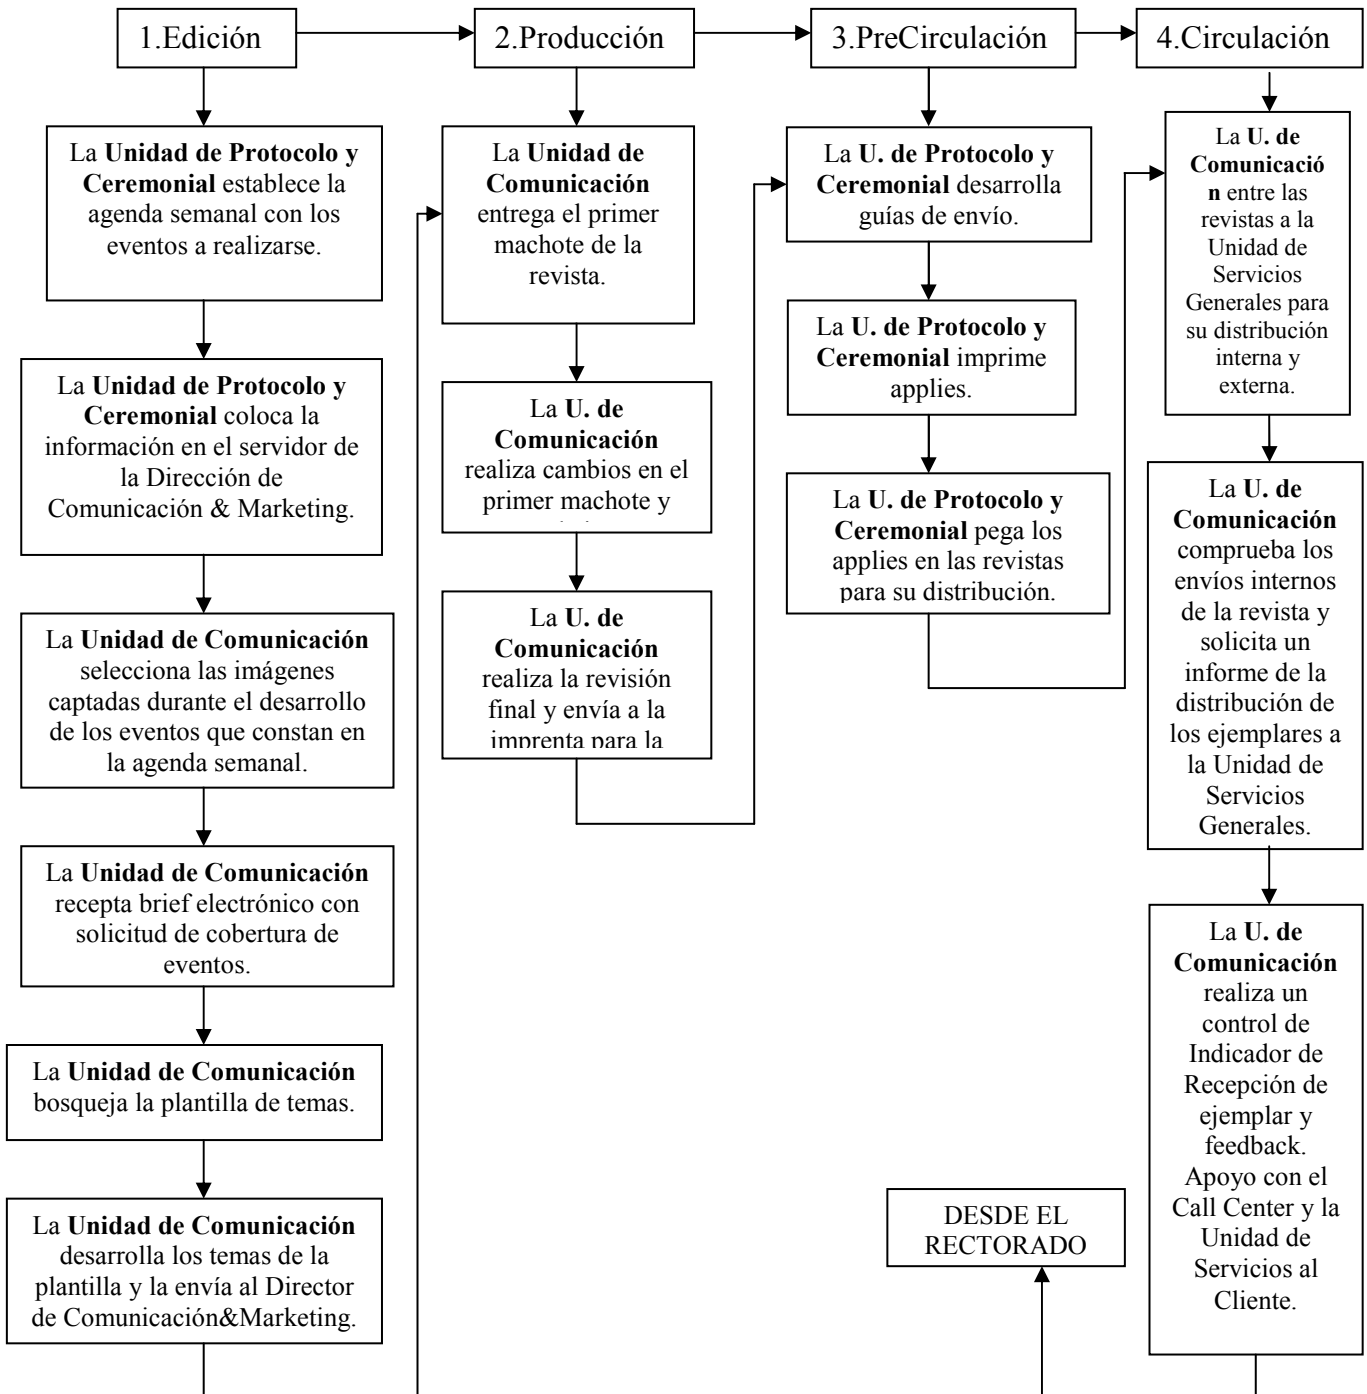 1.Edición
2.Producción
3.PreCirculación
4.Circulación
La Unidad de Protocolo y
Ceremonial establece la
agenda semanal con los
eventos a realizarse.
La Unidad de Protocolo y
Ceremonial coloca la
información en el servidor de
la Dirección de
Comunicación & Marketing.
La Unidad de Comunicación
selecciona las imágenes
captadas durante el desarrollo
de los eventos que constan en
la agenda semanal.
La Unidad de Comunicación
recepta brief electrónico con
solicitud de cobertura de
eventos.
La Unidad de Comunicación
bosqueja la plantilla de temas.
La Unidad de Comunicación
desarrolla los temas de la
plantilla y la envía al Director
de Comunicación&Marketing.
La Unidad de
Comunicación
entrega el primer
machote de la
revista.
La U. de
Comunicación
realiza cambios en el
primer machote y
La U. de
Comunicación
realiza la revisión
final y envía a la
imprenta para la
La U. de Protocolo y
Ceremonial desarrolla
guías de envío.
La U. de Protocolo y
Ceremonial imprime
applies.
La U. de Protocolo y
Ceremonial pega los
applies en las revistas
para su distribución.
La U. de
Comunicació
n entre las
revistas a la
Unidad de
Servicios
Generales para
su distribución
interna y
externa.
La U. de
Comunicación
comprueba los
envíos internos
de la revista y
solicita un
informe de la
distribución de
los ejemplares a
la Unidad de
Servicios
Generales.
La U. de
Comunicación
realiza un
control de
Indicador de
Recepción de
ejemplar y
feedback.
Apoyo con el
Call Center y la
Unidad de
Servicios al
Cliente.
DESDE EL
RECTORADO